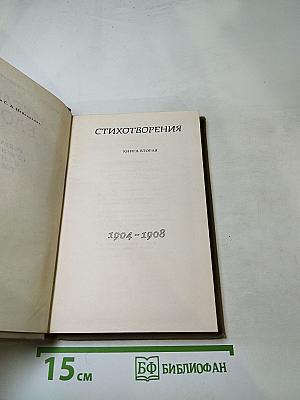 СТИХОТВОРЕНИЯ
КНИГА ВТОРАЯ
1904-1908
15 см
БФ БИБЛИОФАН